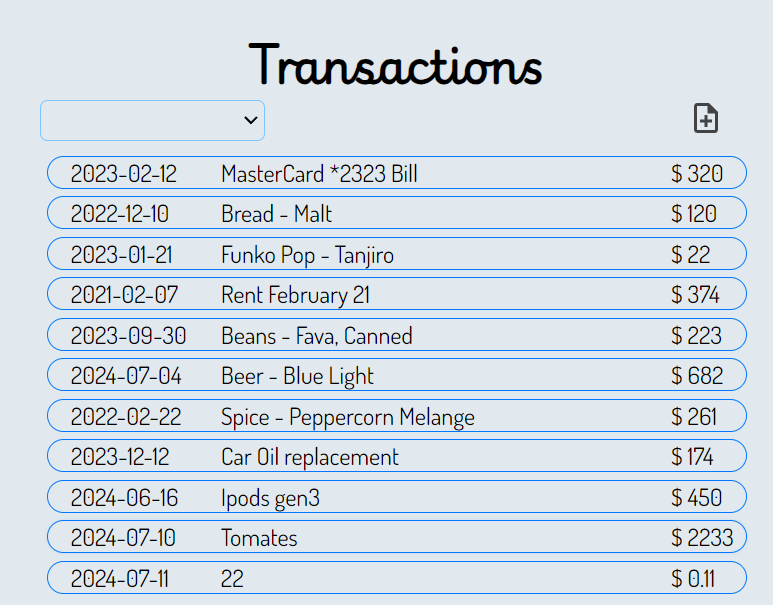 Transactions
2023-02-12 MasterCard *2323 Bill $ 320
2022-12-10 Bread - Malt $ 120
2023-01-21 Funko Pop - Tanjiro $ 22
2021-02-07 Rent February 21 $ 374
2023-09-30 Beans - Fava, Canned $ 223
2024-07-04 Beer - Blue Light $ 682
2022-02-22 Spice - Peppercorn Melange $ 261
2023-12-12 Car Oil replacement $ 174
2024-06-16 Ipods gen3 $ 450
2024-07-10 Tomates $ 2233
2024-07-11 22 $ 0.11